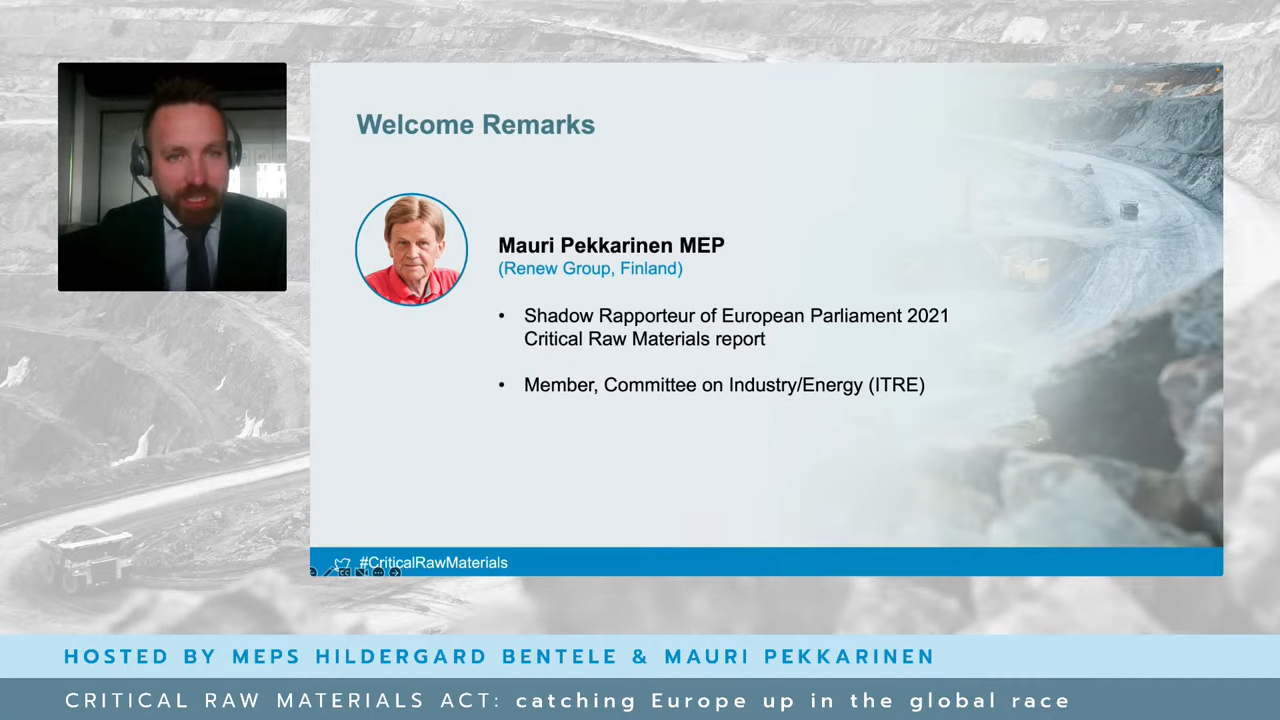 Welcome Remarks
Mauri Pekkarinen MEP
(Renew Group, Finland)
• Shadow Rapporteur of European Parliament 2021
Critical Raw Materials report
• Member, Committee on Industry/Energy (ITRE)
#CriticalRawMaterials
HOSTED BY MEPS HILDERGARD BENTELE & MAURI PEKKARINEN
CRITICAL RAW MATERIALS ACT: catching Europe up in the global race